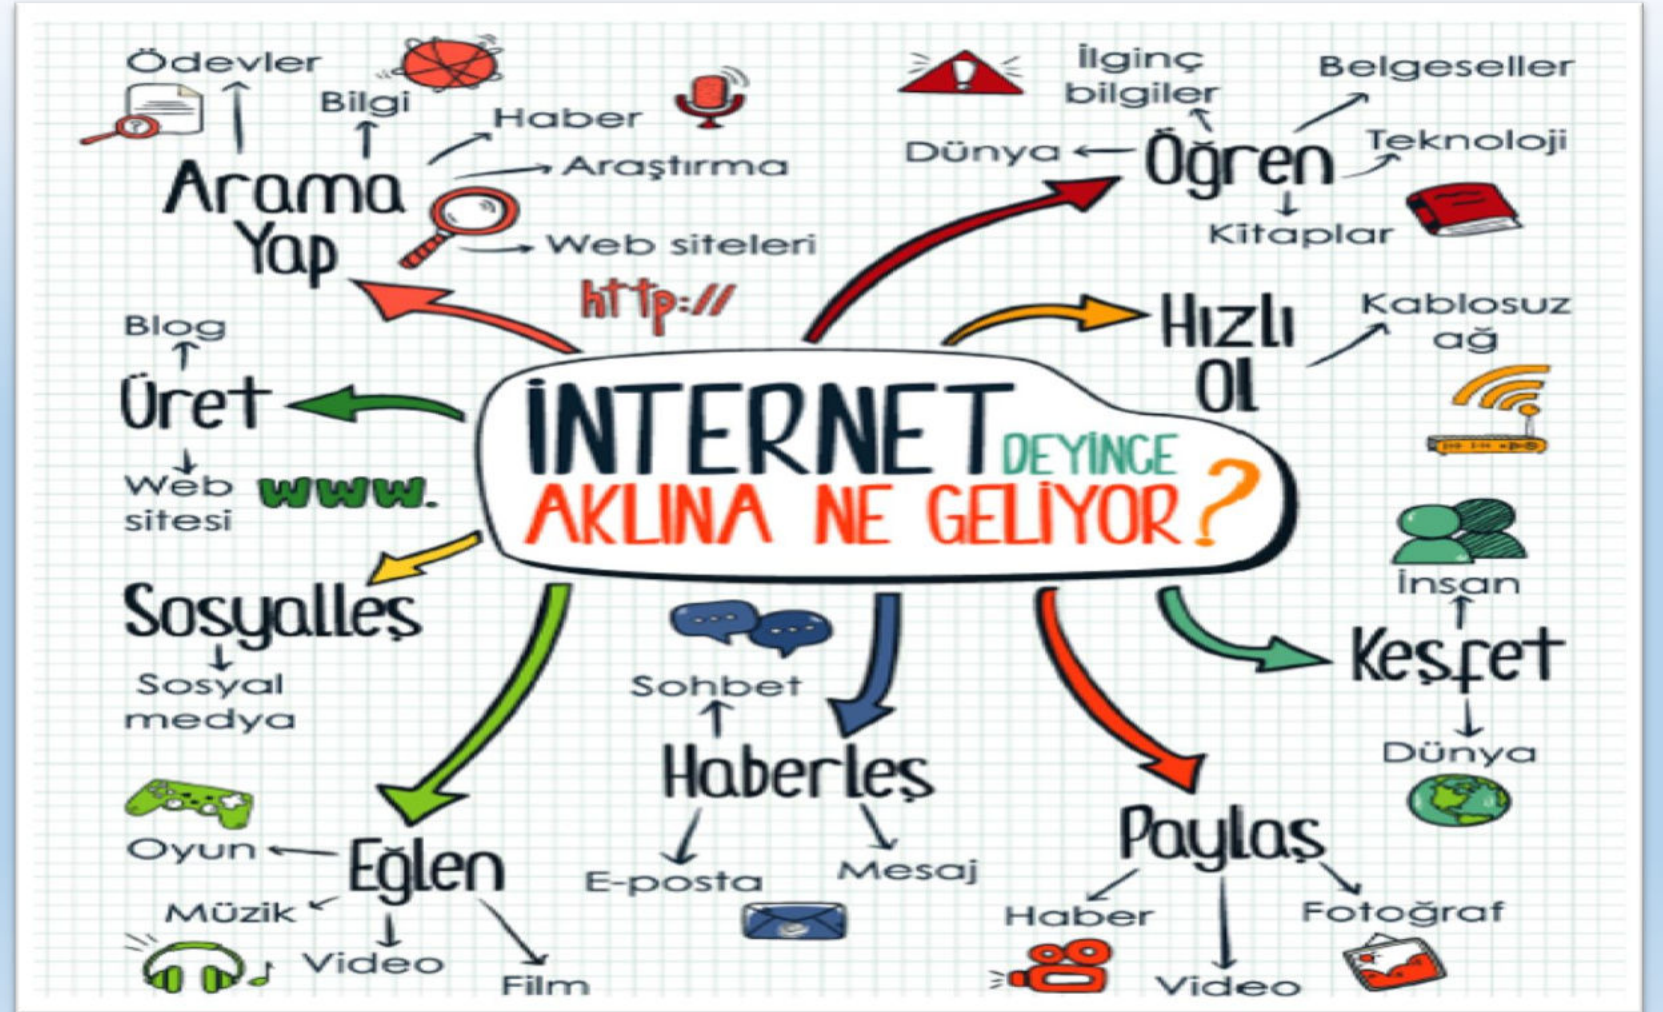 Ödevler
Bilgi
Haber
Araştırma
Arama
Yap
Web siteleri
http://
İlginç
bilgiler
Belgeseller
Dünya
Öğren
Teknoloji
Kitaplar
Hızlı
Ol
Kablosuz
ağ
Blog
Üret
Web
sitesi
www.
İNTERNET DEYİNCE
AKLINA NE GELİYOR?
İnsan
Keşfet
Dünya
Sosyalleş
Sosyal
medya
Sohbet
Haberleş
E-posta
Mesaj
Oyun
Eğlen
Müzik
Video
Film
Paylaş
Haber
Fotoğraf
Video